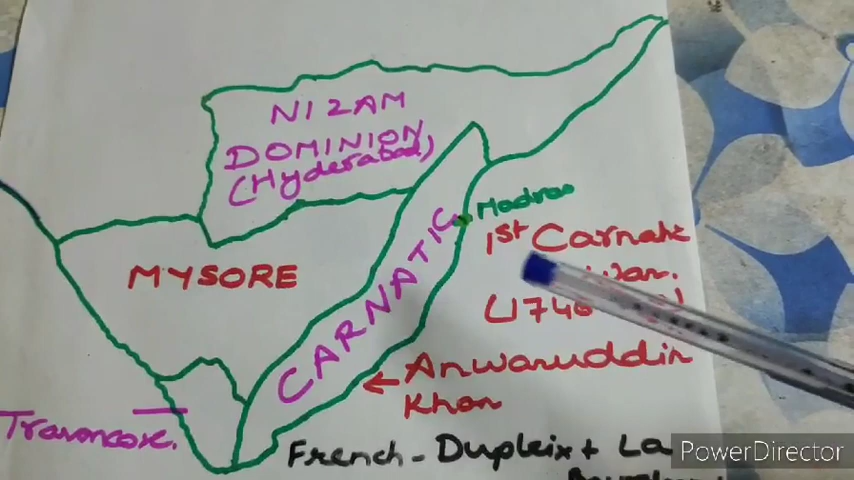 NIZAM
DOMINION
(Hyderabad)
Madras
1st Carnatic
War.
MYSORE
CARNATIC
Anwaruddin
Khan
Travancore.
French - Dupleix + La
PowerDirector